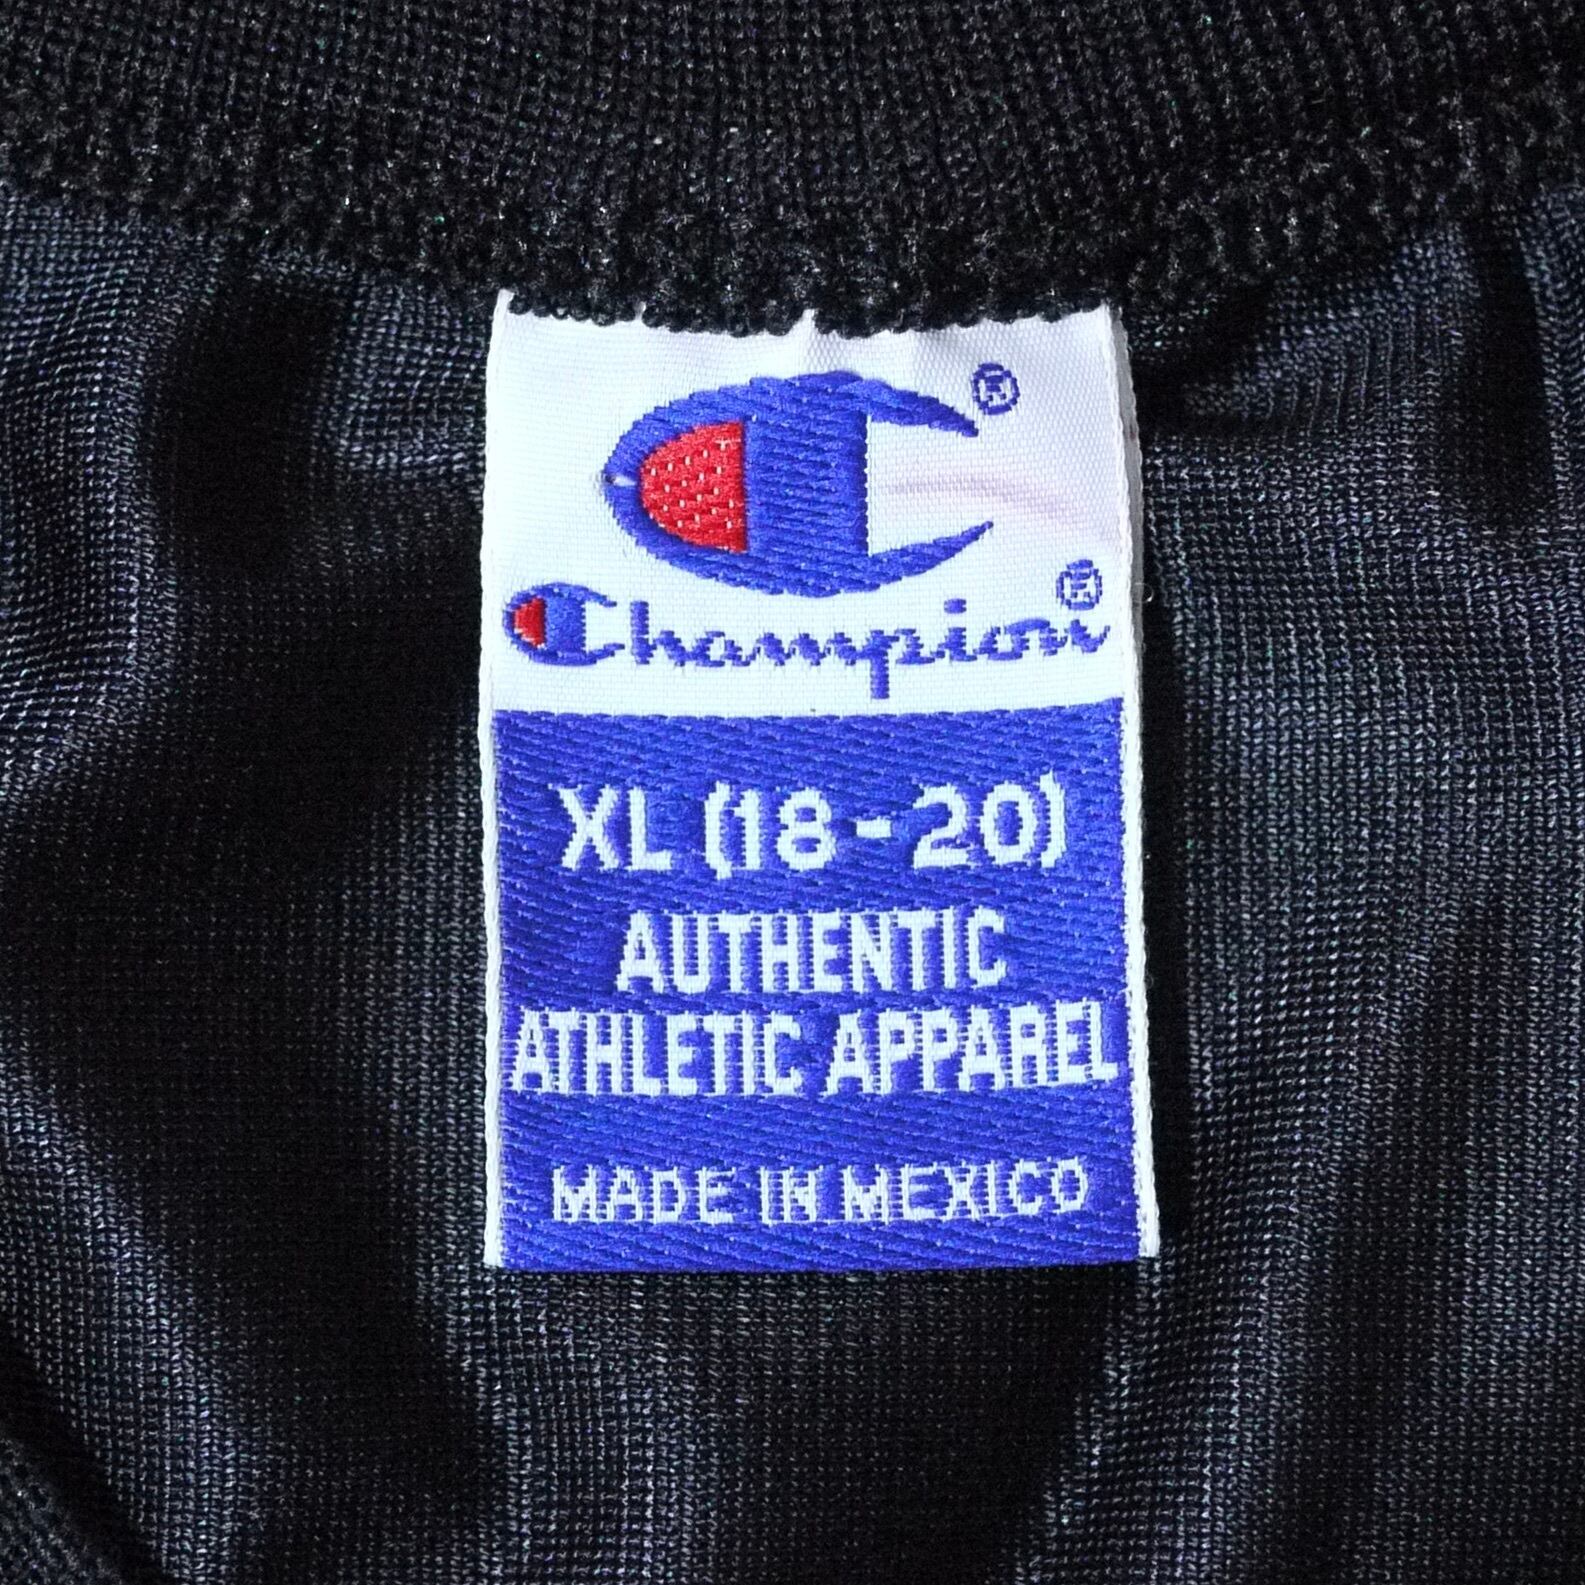 ®
Champion®
XL (18-20)
AUTHENTIC
ATHLETIC APPAREL
MADE IN MEXICO